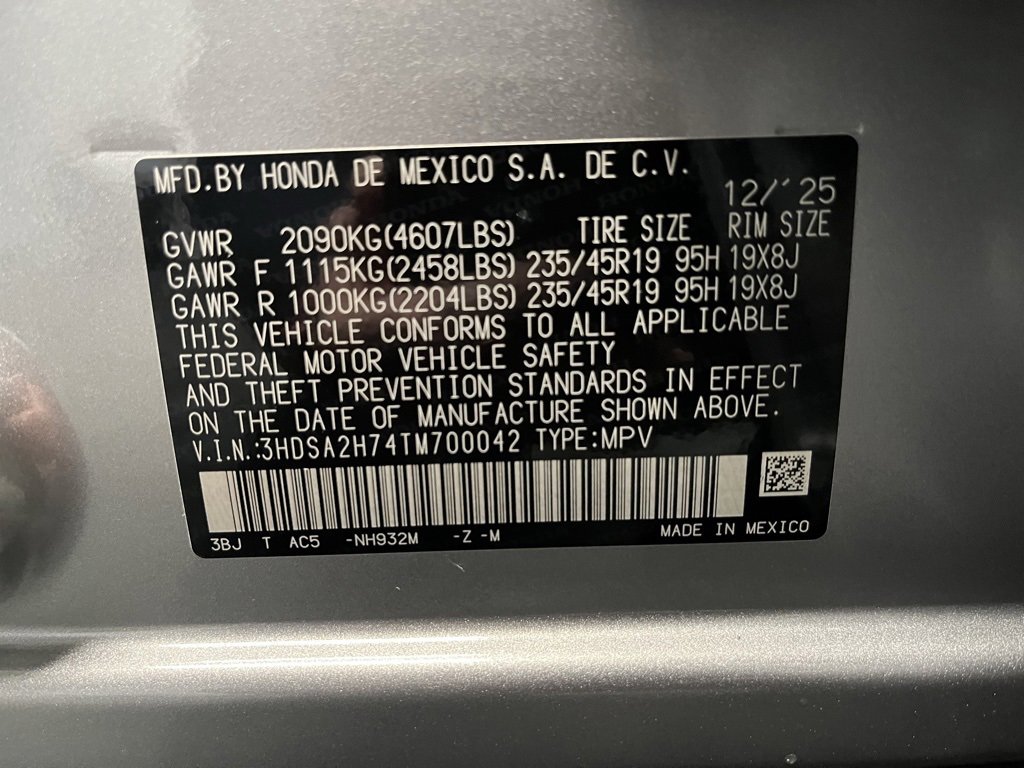 MFD.BY HONDA DE MEXICO S.A. DE C.V.
12/'25
GVWR 2090KG(4607LBS) TIRE SIZE RIM SIZE
GAWR F 1115KG(2458LBS) 235/45R19 95H 19X8J
GAWR R 1000KG(2204LBS) 235/45R19 95H 19X8J
THIS VEHICLE CONFORMS TO ALL APPLICABLE
FEDERAL MOTOR VEHICLE SAFETY
AND THEFT PREVENTION STANDARDS IN EFFECT
ON THE DATE OF MANUFACTURE SHOWN ABOVE.
V.I.N.:3HDSA2H74TM700042 TYPE:MPV
3BJ T AC5 -NH932M -Z -M MADE IN MEXICO